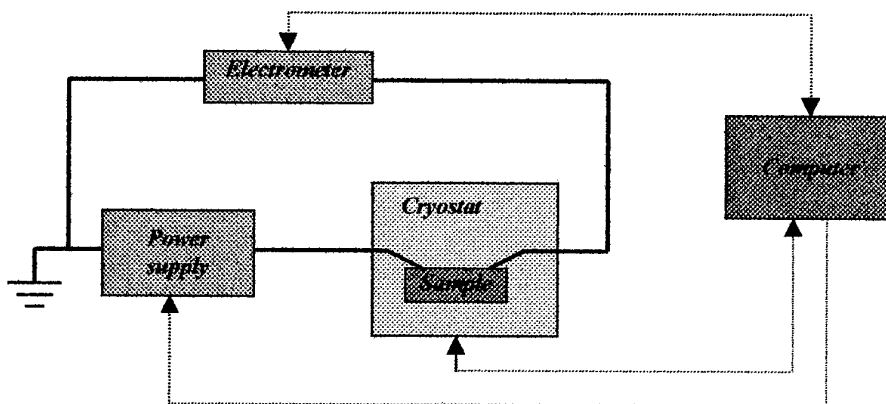 Electrometer
Computer
Cryostat
Power
supply
Sample